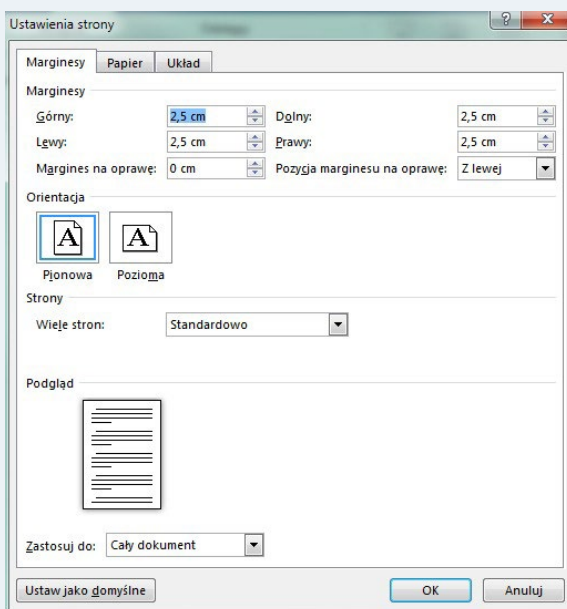 Ustawienia strony
Marginesy Papier Układ
Marginesy
Górny: 2,5 cm Dolny: 2,5 cm
Lewy: 2,5 cm Prawy: 2,5 cm
Margines na oprawę: 0 cm Pozycja marginesu na oprawę: Z lewej
Orientacja
A A
Pionowa Pozioma
Strony
Wiele stron: Standardowo
Podgląd
Zastosuj do: Cały dokument
Ustaw jako domyślne OK Anuluj